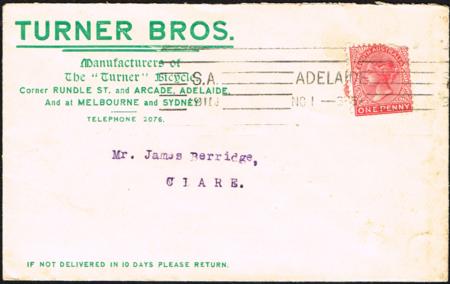 TURNER BROS.
Manufacturers of
The "Turner" Bicycle
Corner RUNDLE ST. and ARCADE, ADELAIDE,
And at MELBOURNE and SYDNEY
TELEPHONE 2076.
S.A. ADELAIDE
ONE PENNY
Mr. James Berridge,
CLARE.
IF NOT DELIVERED IN 10 DAYS PLEASE RETURN.